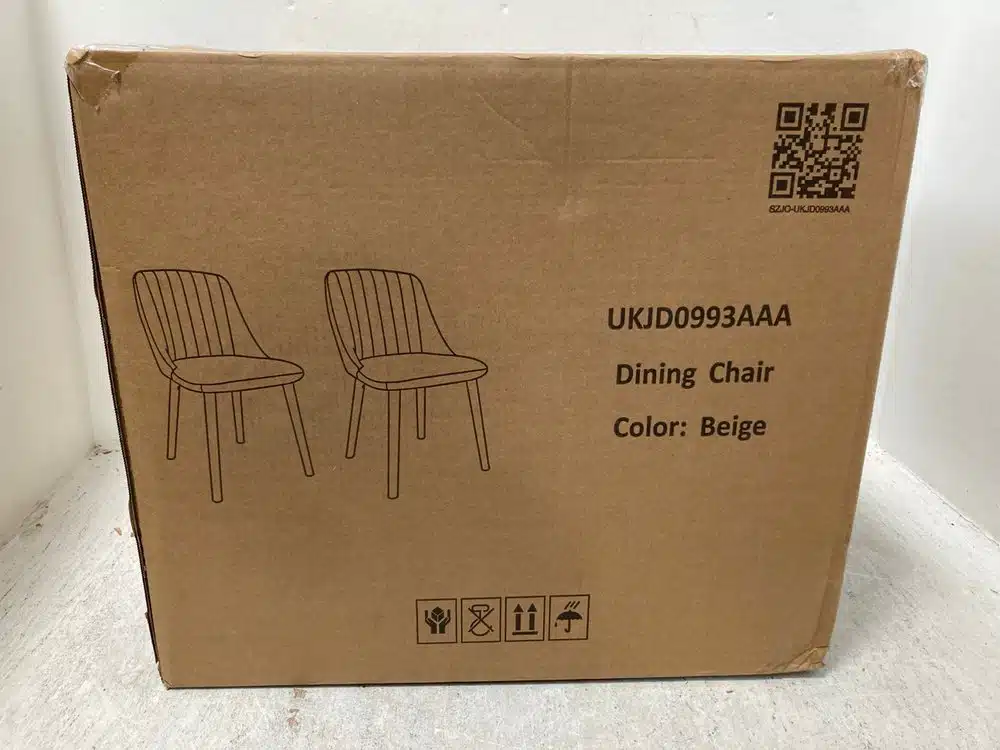 SZJO-UKJD0993AAA
UKJD0993AAA
Dining Chair
Color: Beige